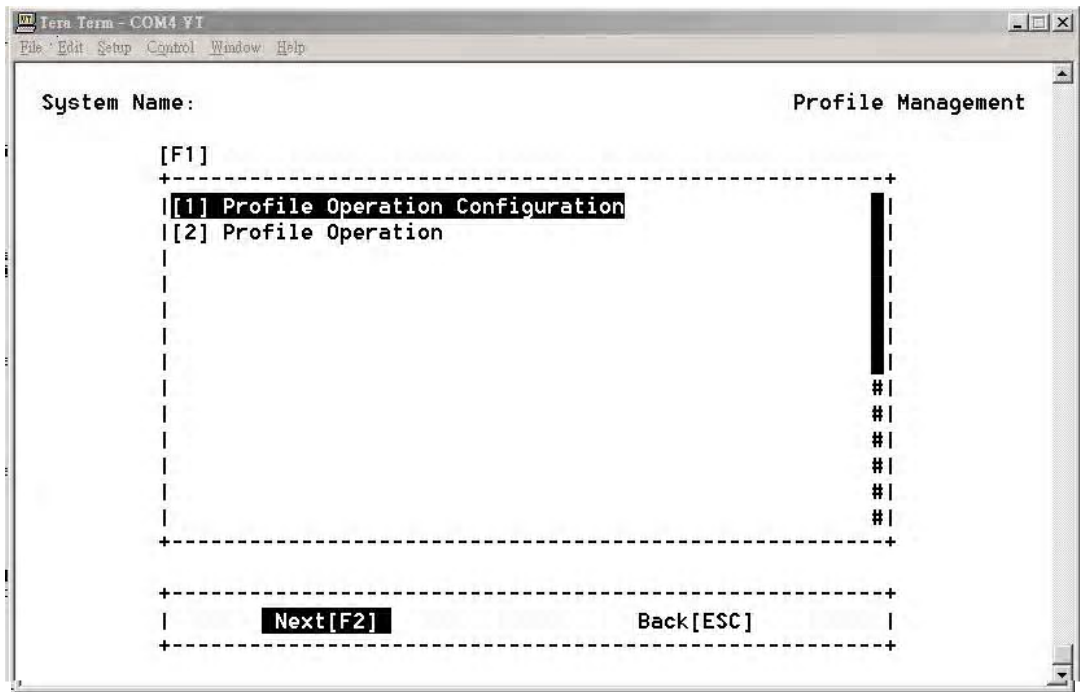 Tera Term - COM4 VT
File Edit Setup Control Window Help
System Name: Profile Management
[F1]
+-------------------------------------------------------+
|[1] Profile Operation Configuration |
|[2] Profile Operation |
| |
| |
| |
| |
| |
| #|
| #|
| #|
| #|
| #|
| #|
+-------------------------------------------------------+
+-------------------------------------------------------+
| Next[F2] Back[ESC] |
+-------------------------------------------------------+